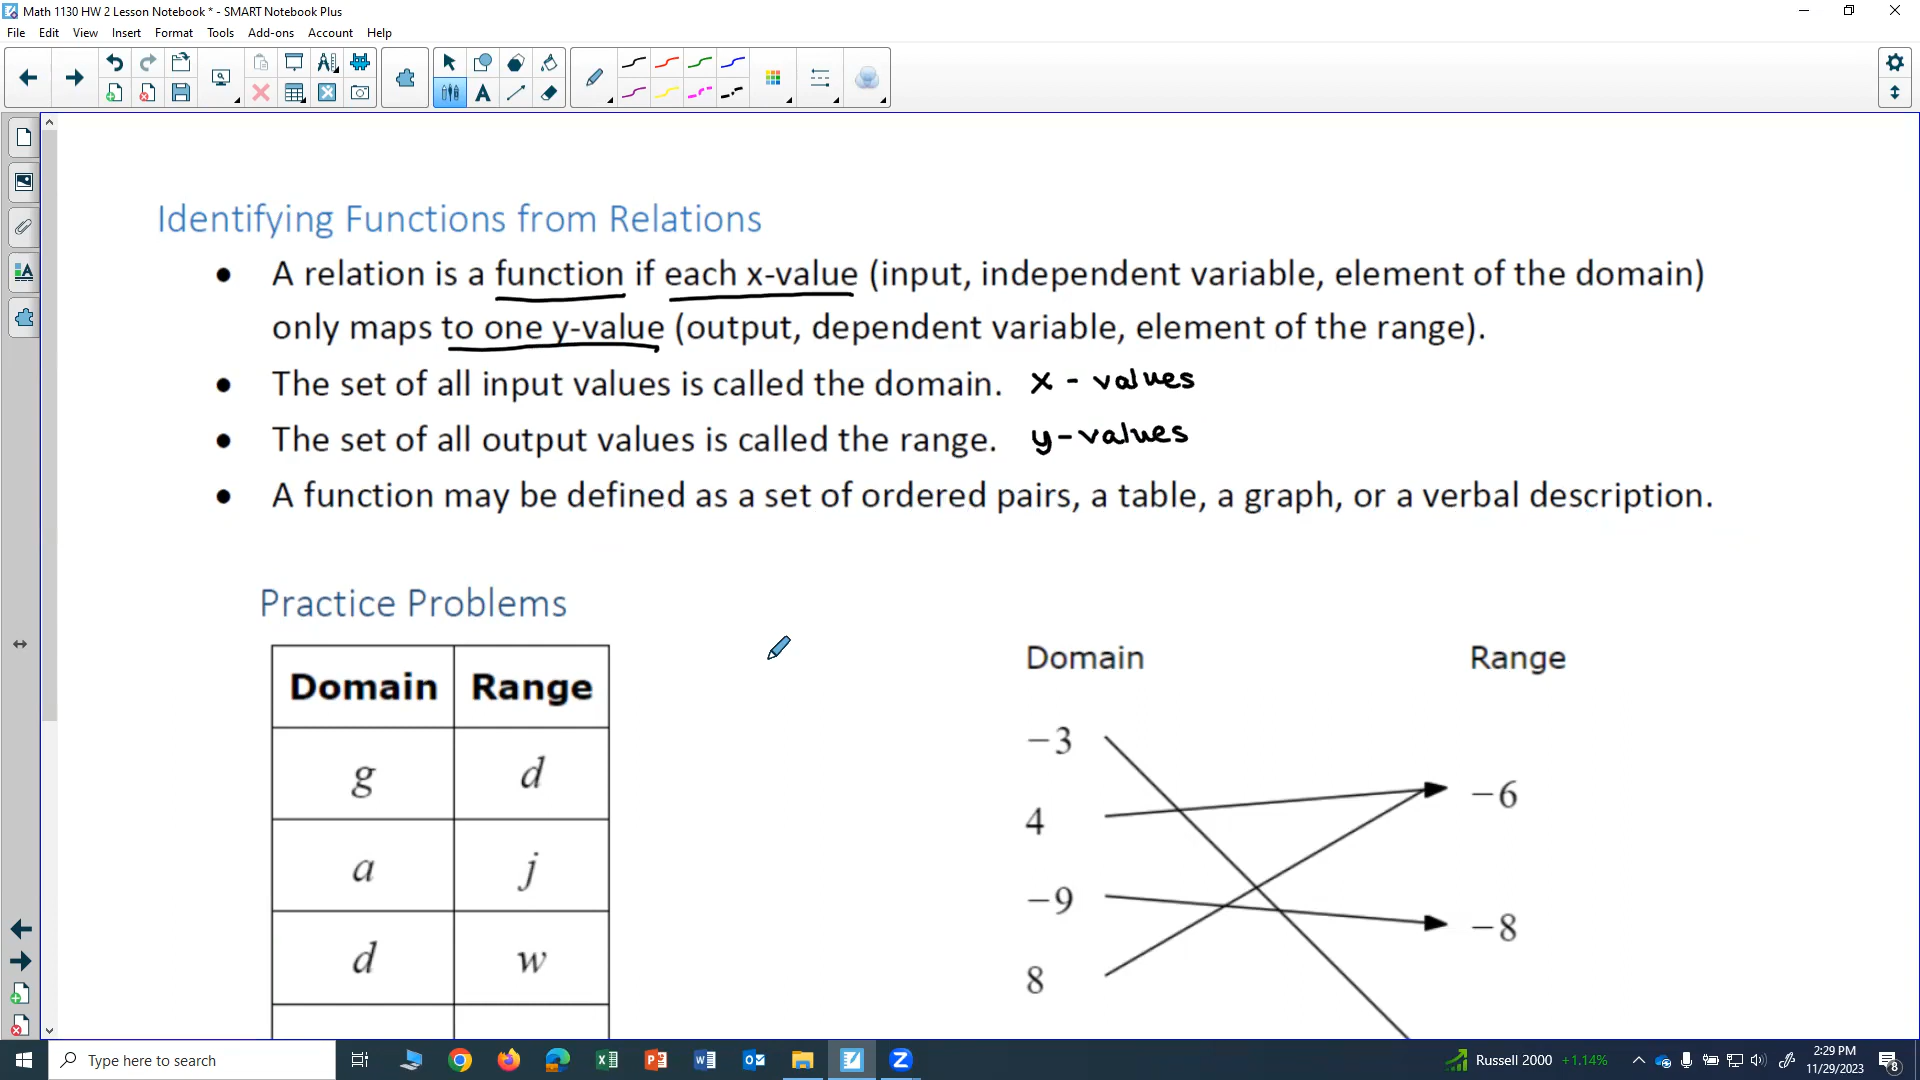 Math 1130 HW 2 Lesson Notebook * - SMART Notebook Plus
File Edit View Insert Format Tools Add-ons Account Help
Identifying Functions from Relations
• A relation is a function if each x-value (input, independent variable, element of the domain)
only maps to one y-value (output, dependent variable, element of the range).
• The set of all input values is called the domain. x - values
• The set of all output values is called the range. y-values
• A function may be defined as a set of ordered pairs, a table, a graph, or a verbal description.
Practice Problems
Domain Range
g d
a j
d w
Domain Range
−3
−6
4
−9
−8
8
Type here to search
Russell 2000 +1.14%
2:29 PM
11/29/2023
8